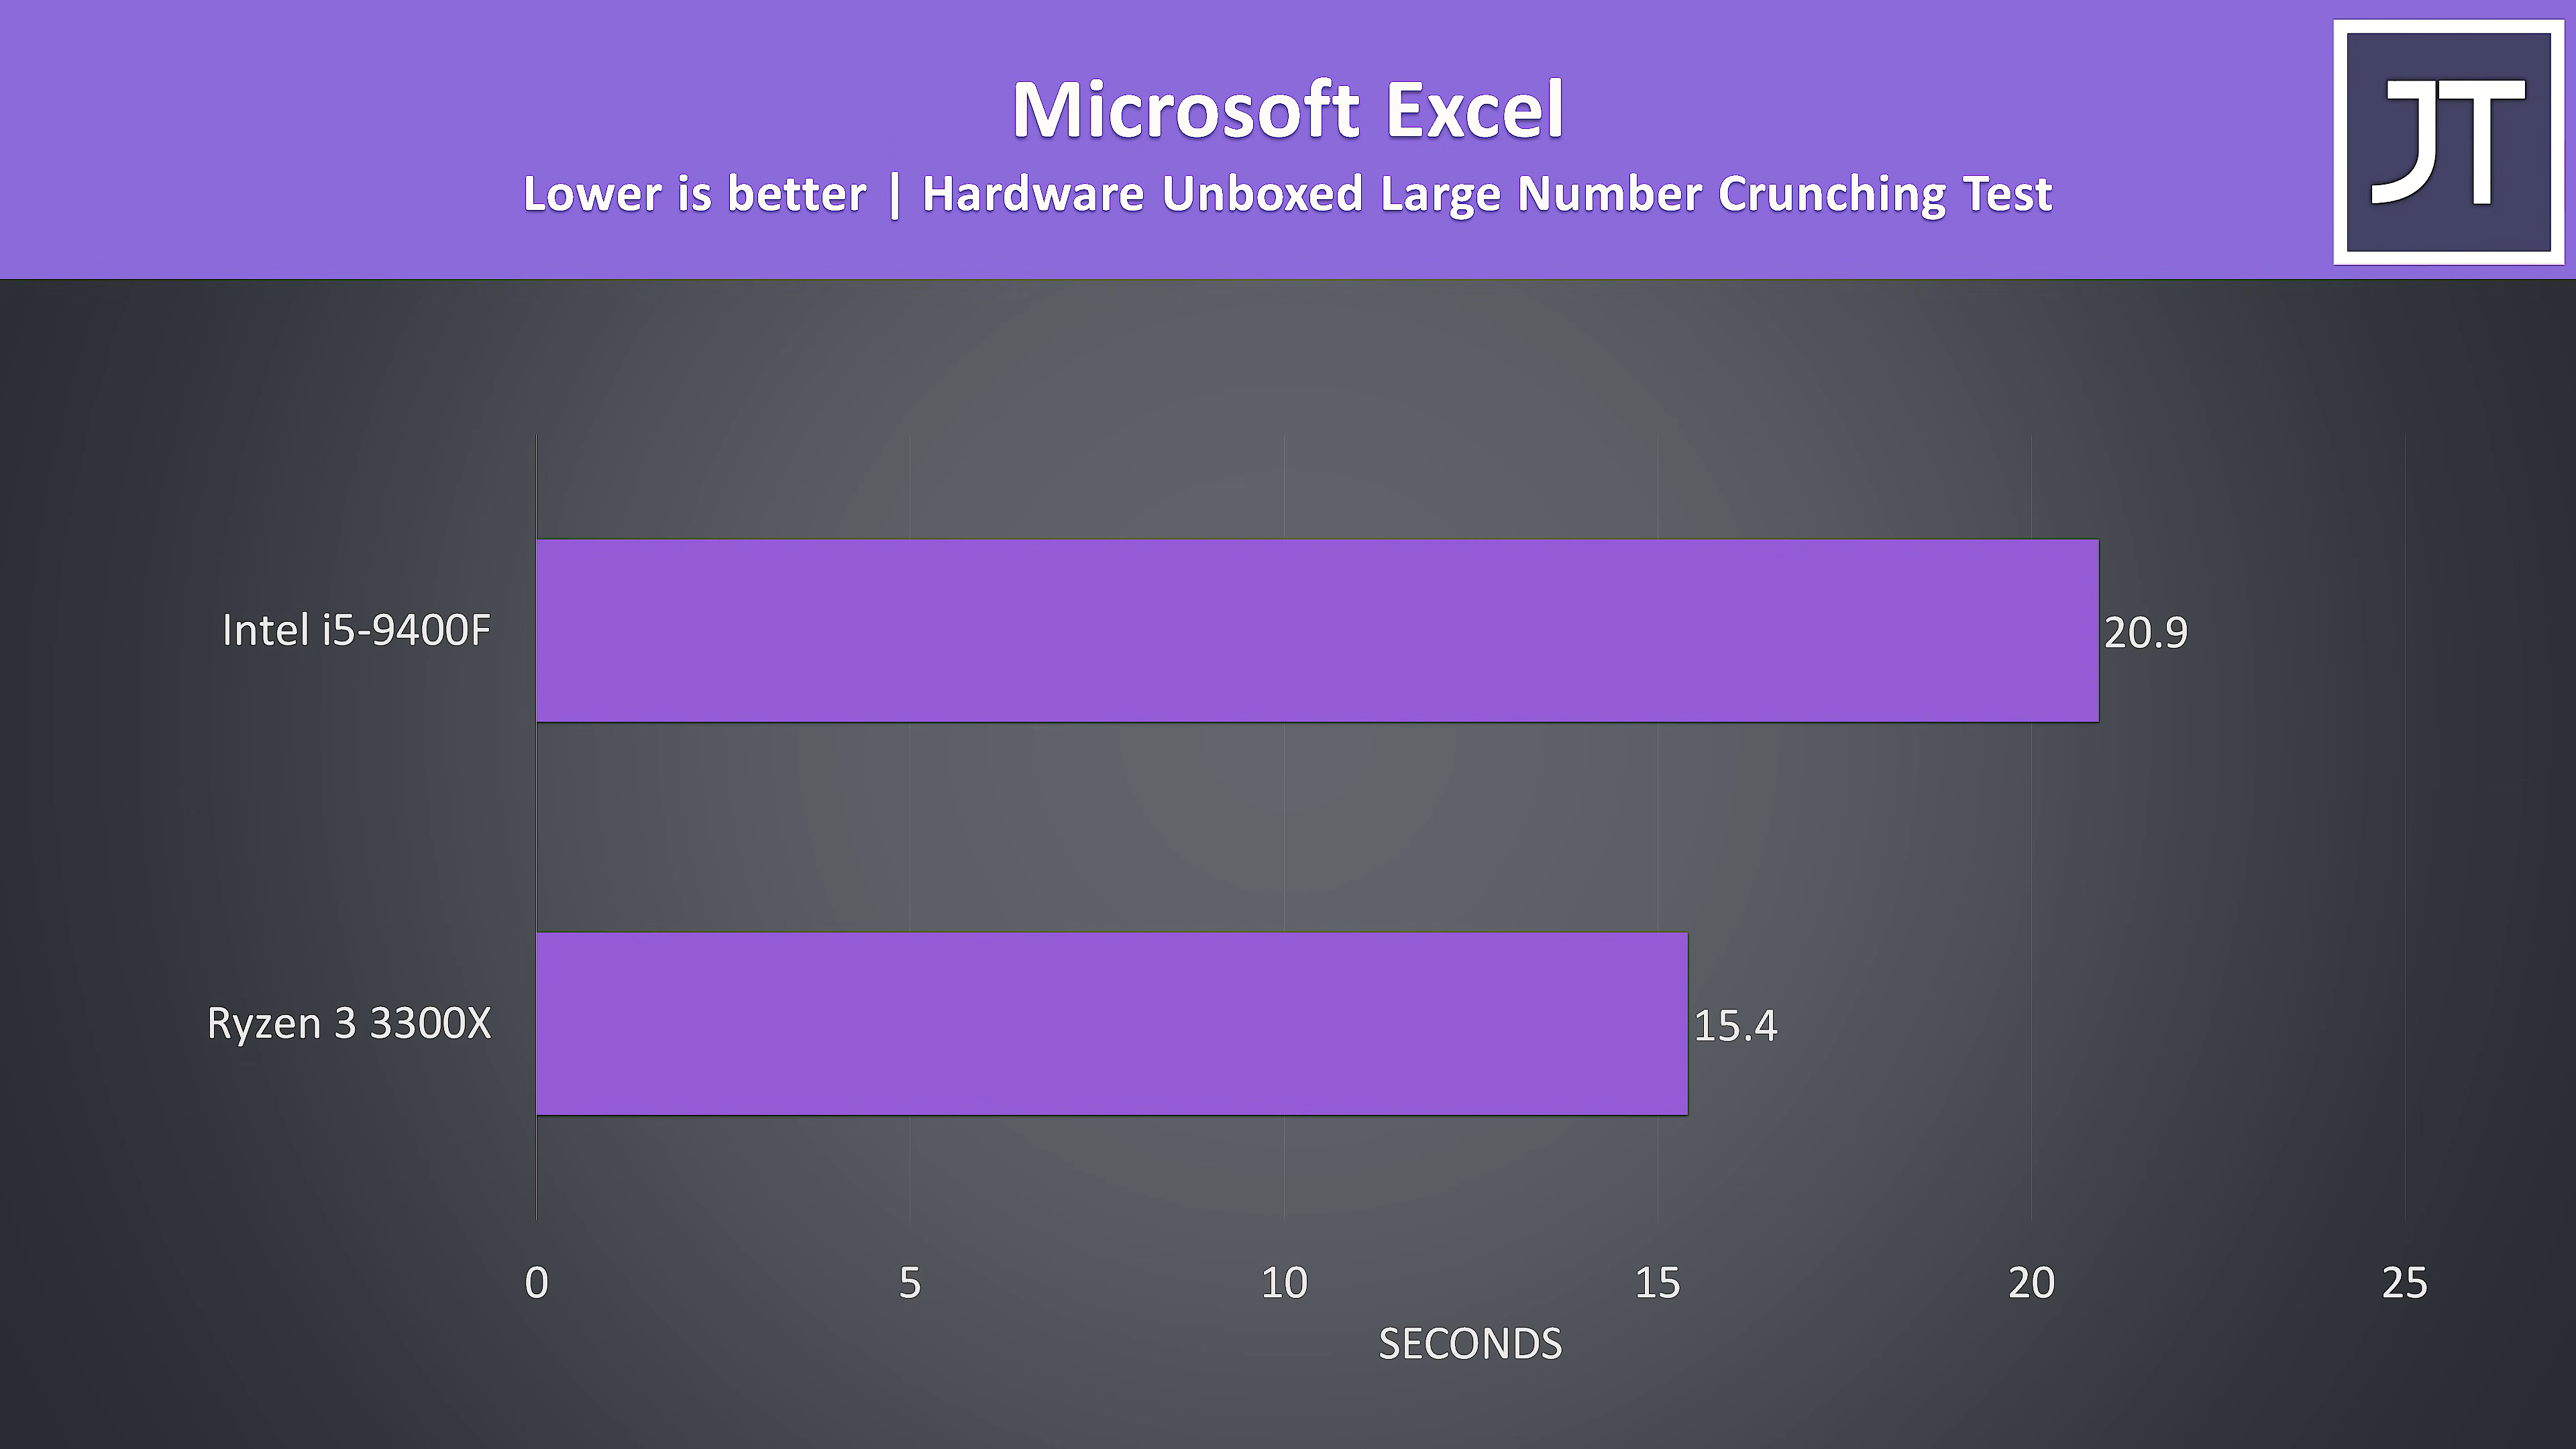 Microsoft Excel
Lower is better | Hardware Unboxed Large Number Crunching Test
JT
Intel i5-9400F
20.9
Ryzen 3 3300X
15.4
0 5 10 15 20 25
SECONDS